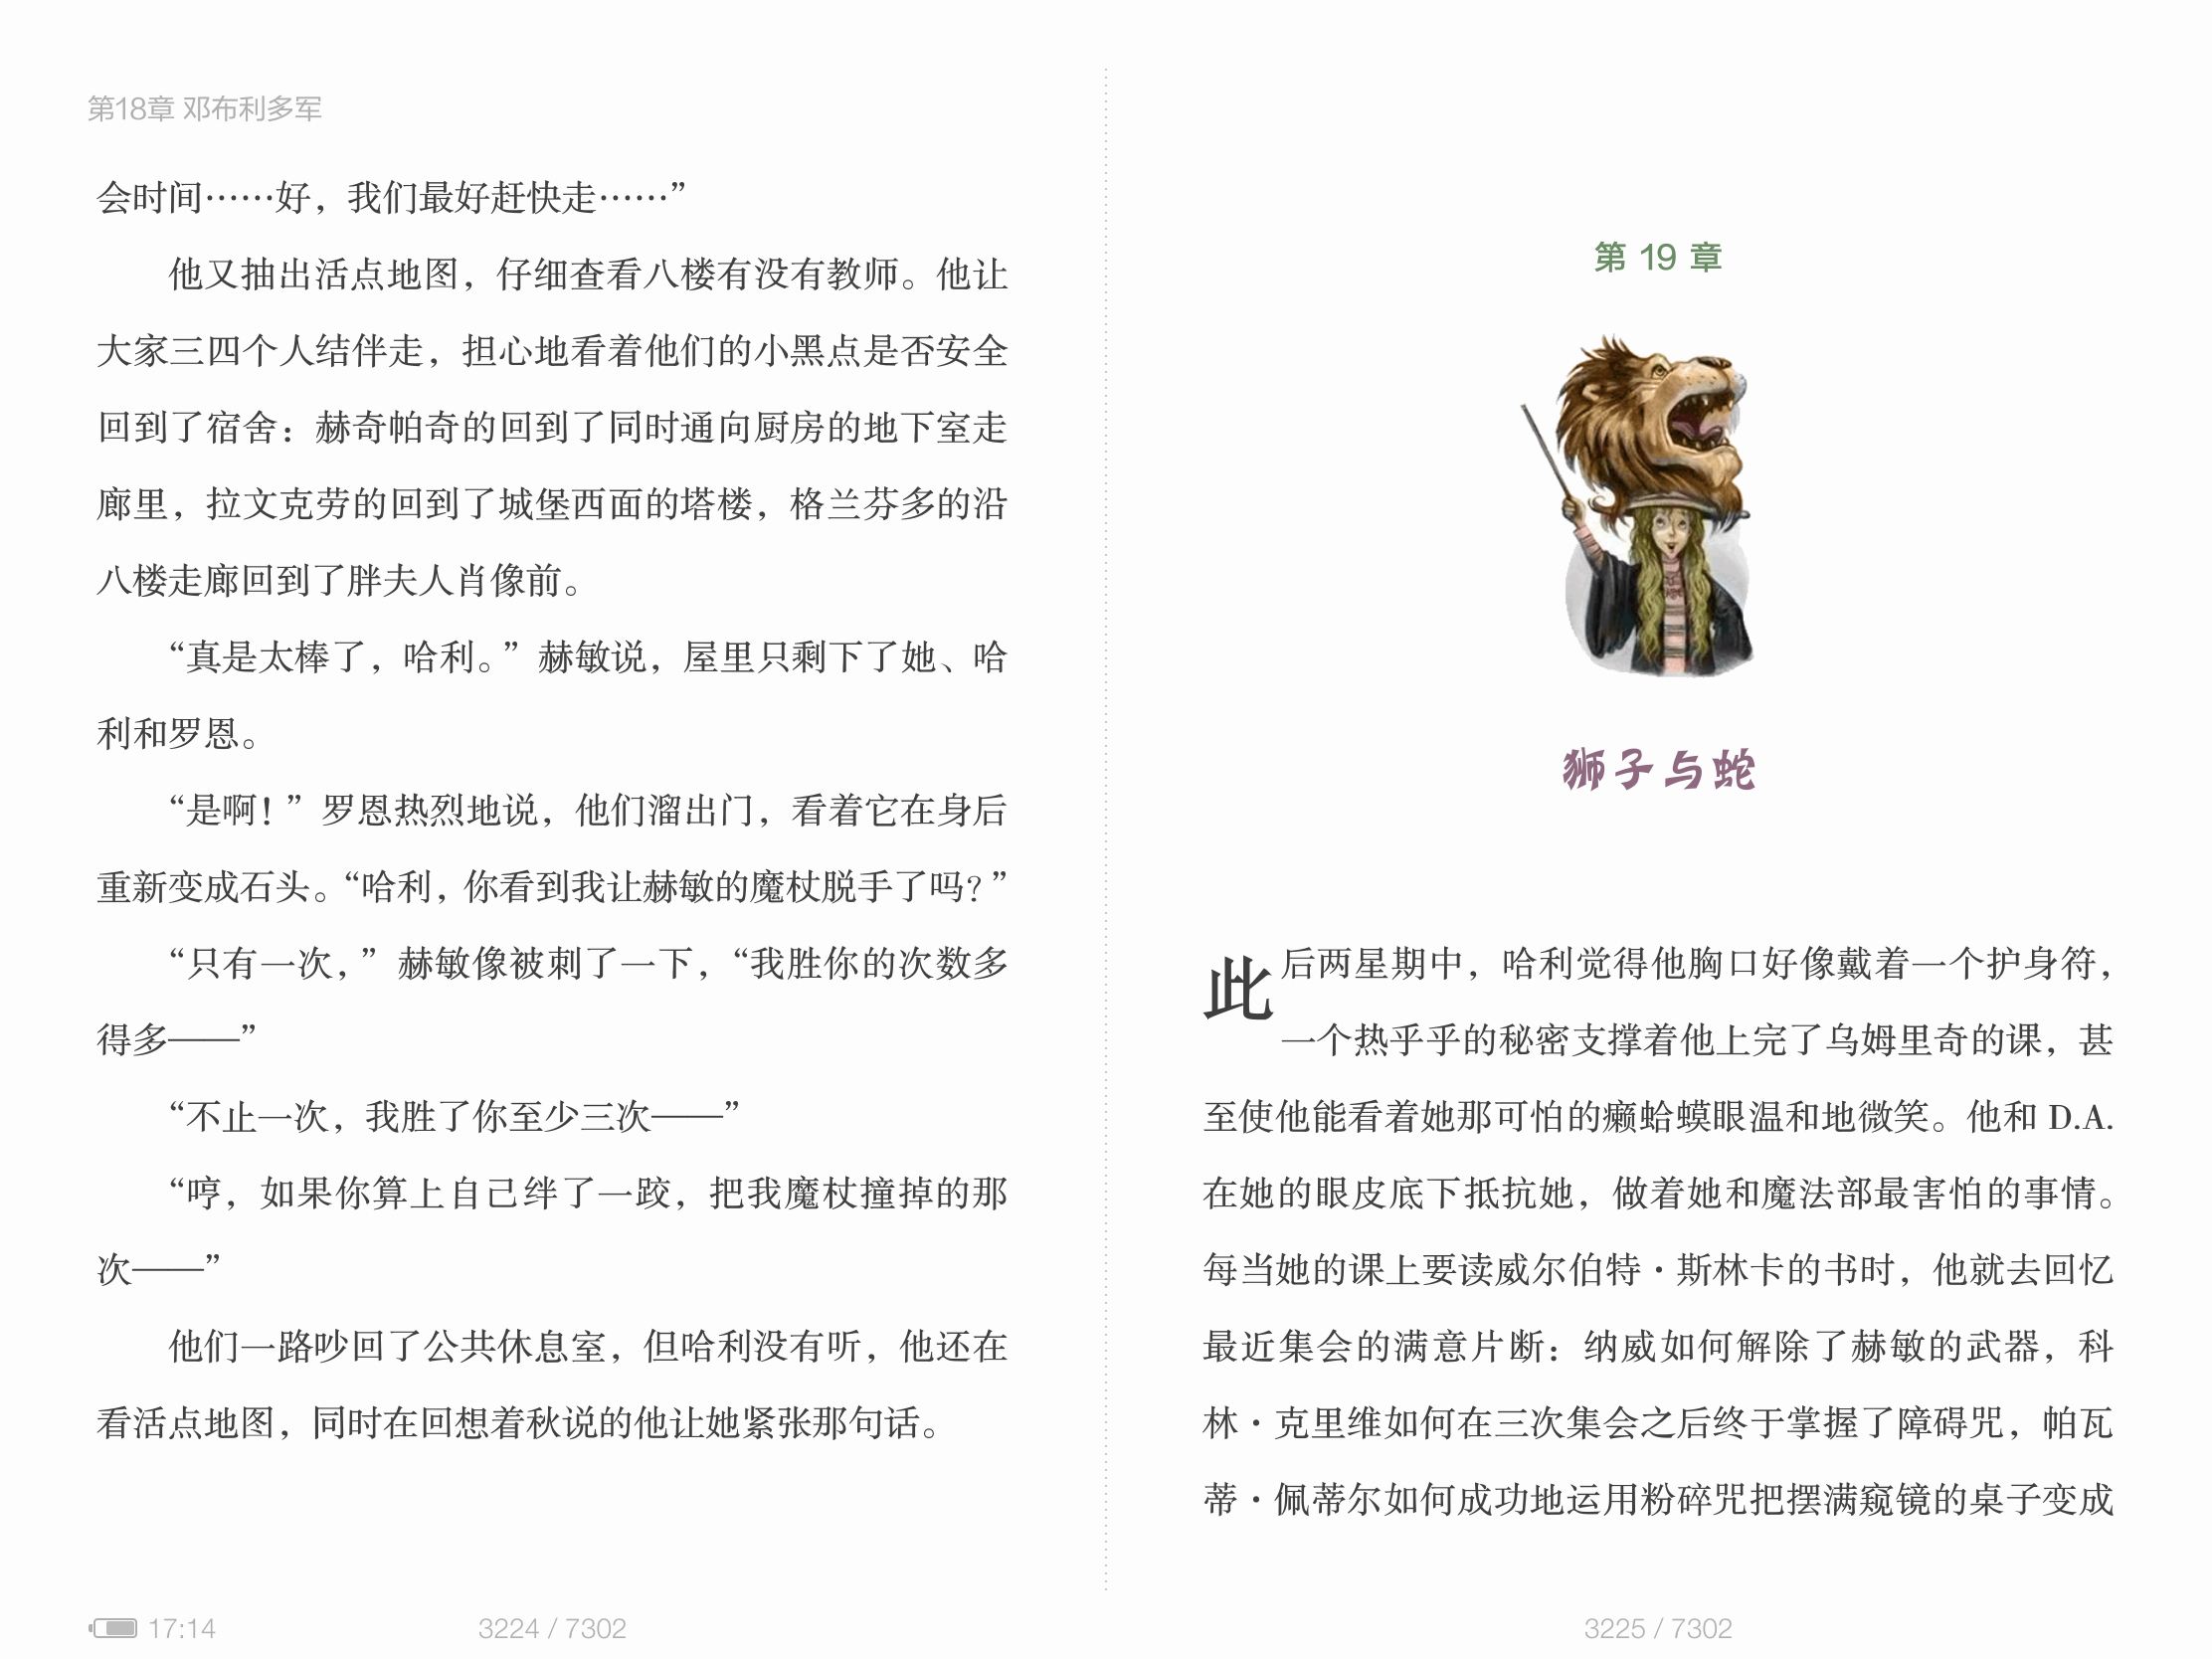 第18章 邓布利多军
会时间……好，我们最好赶快走……”
他又抽出活点地图，仔细查看八楼有没有教师。他让
大家三四个人结伴走，担心地看着他们的小黑点是否安全
回到了宿舍：赫奇帕奇的回到了同时通向厨房的地下室走
廊里，拉文克劳的回到了城堡西面的塔楼，格兰芬多的沿
八楼走廊回到了胖夫人肖像前。
“真是太棒了，哈利。”赫敏说，屋里只剩下了她、哈
利和罗恩。
“是啊！”罗恩热烈地说，他们溜出门，看着它在身后
重新变成石头。“哈利，你看到我让赫敏的魔杖脱手了吗？”
“只有一次，”赫敏像被刺了一下，“我胜你的次数多
得多——”
“不止一次，我胜了你至少三次——”
“哼，如果你算上自己绊了一跤，把我魔杖撞掉的那
次——”
他们一路吵回了公共休息室，但哈利没有听，他还在
看活点地图，同时在回想着秋说的他让她紧张那句话。
17:14
3224 / 7302
第 19 章
狮子与蛇
此后两星期中，哈利觉得他胸口好像戴着一个护身符，
一个热乎乎的秘密支撑着他上完了乌姆里奇的课，甚
至使他能看着她那可怕的癞蛤蟆眼温和地微笑。他和 D.A.
在她的眼皮底下抵抗她，做着她和魔法部最害怕的事情。
每当她的课上要读威尔伯特·斯林卡的书时，他就去回忆
最近集会的满意片断：纳威如何解除了赫敏的武器，科
林·克里维如何在三次集会之后终于掌握了障碍咒，帕瓦
蒂·佩蒂尔如何成功地运用粉碎咒把摆满窥镜的桌子变成
3225 / 7302